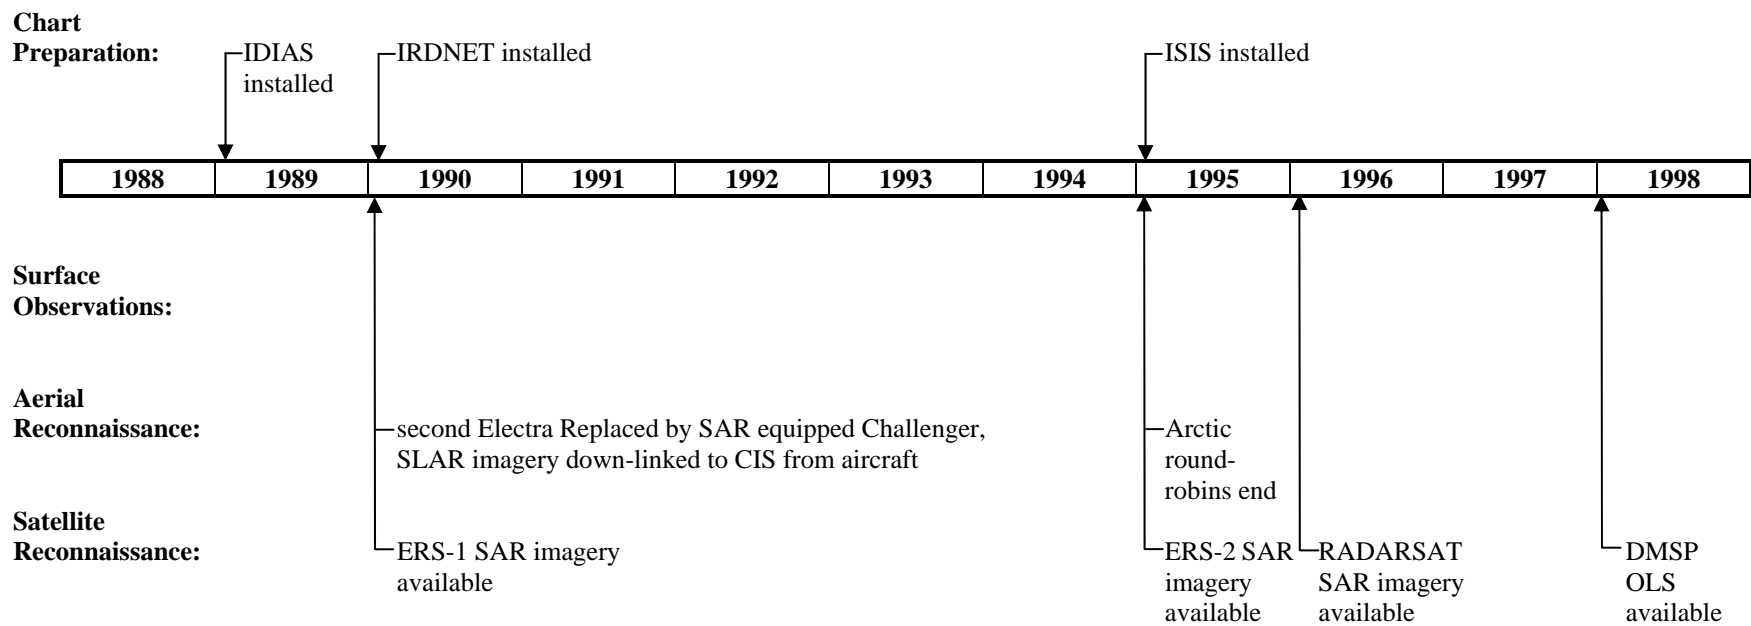 Chart
Preparation:
IDIAS
installed
IRDNET installed
ISIS installed
1988 1989 1990 1991 1992 1993 1994 1995 1996 1997 1998
Surface
Observations:
Aerial
Reconnaissance:
second Electra Replaced by SAR equipped Challenger,
SLAR imagery down-linked to CIS from aircraft
Arctic
round-
robins end
Satellite
Reconnaissance:
ERS-1 SAR imagery
available
ERS-2 SAR
imagery
available
RADARSAT
SAR imagery
available
DMSP
OLS
available